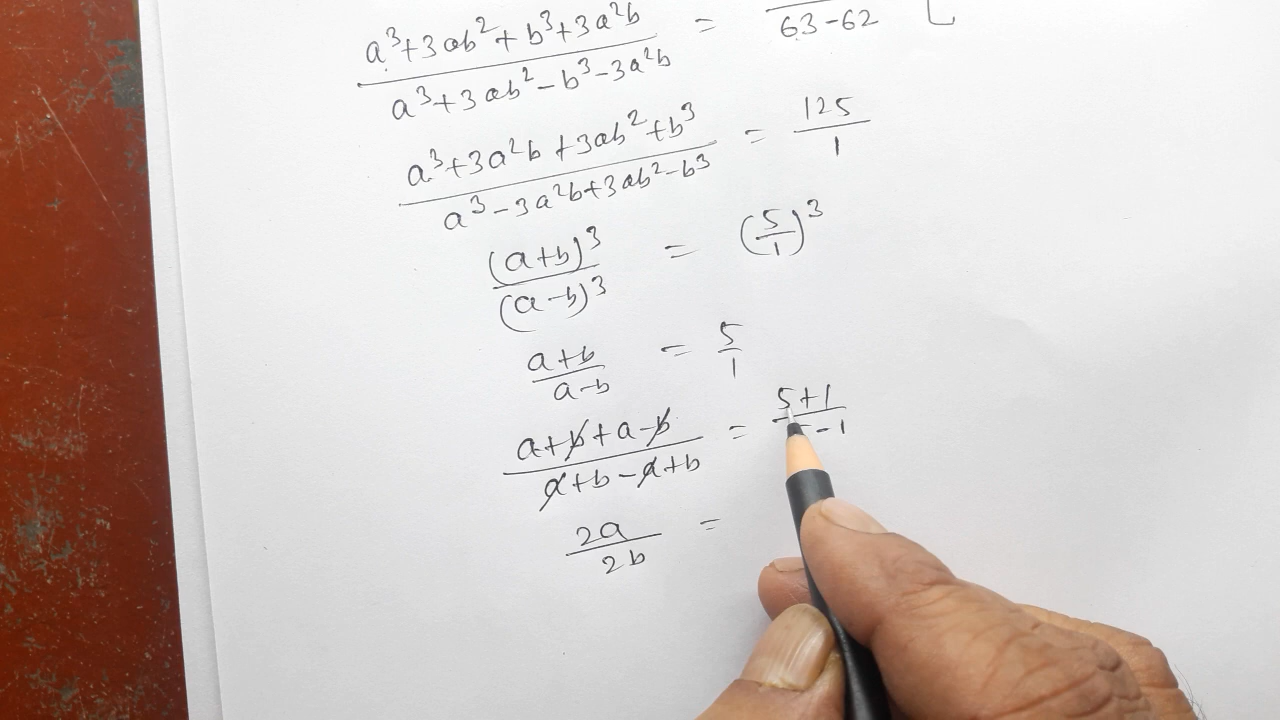 a³+3ab²+b³+3a²b / a³+3ab²-b³-3a²b = / 63-62
a³+3a²b+3ab²+b³ / a³-3a²b+3ab²-b³ = 125/1
(a+b)³/(a-b)³ = (5/1)³
a+b/a-b = 5/1
a+b+a-b / a+b-a+b = 5+1 / -1
2a/2b =